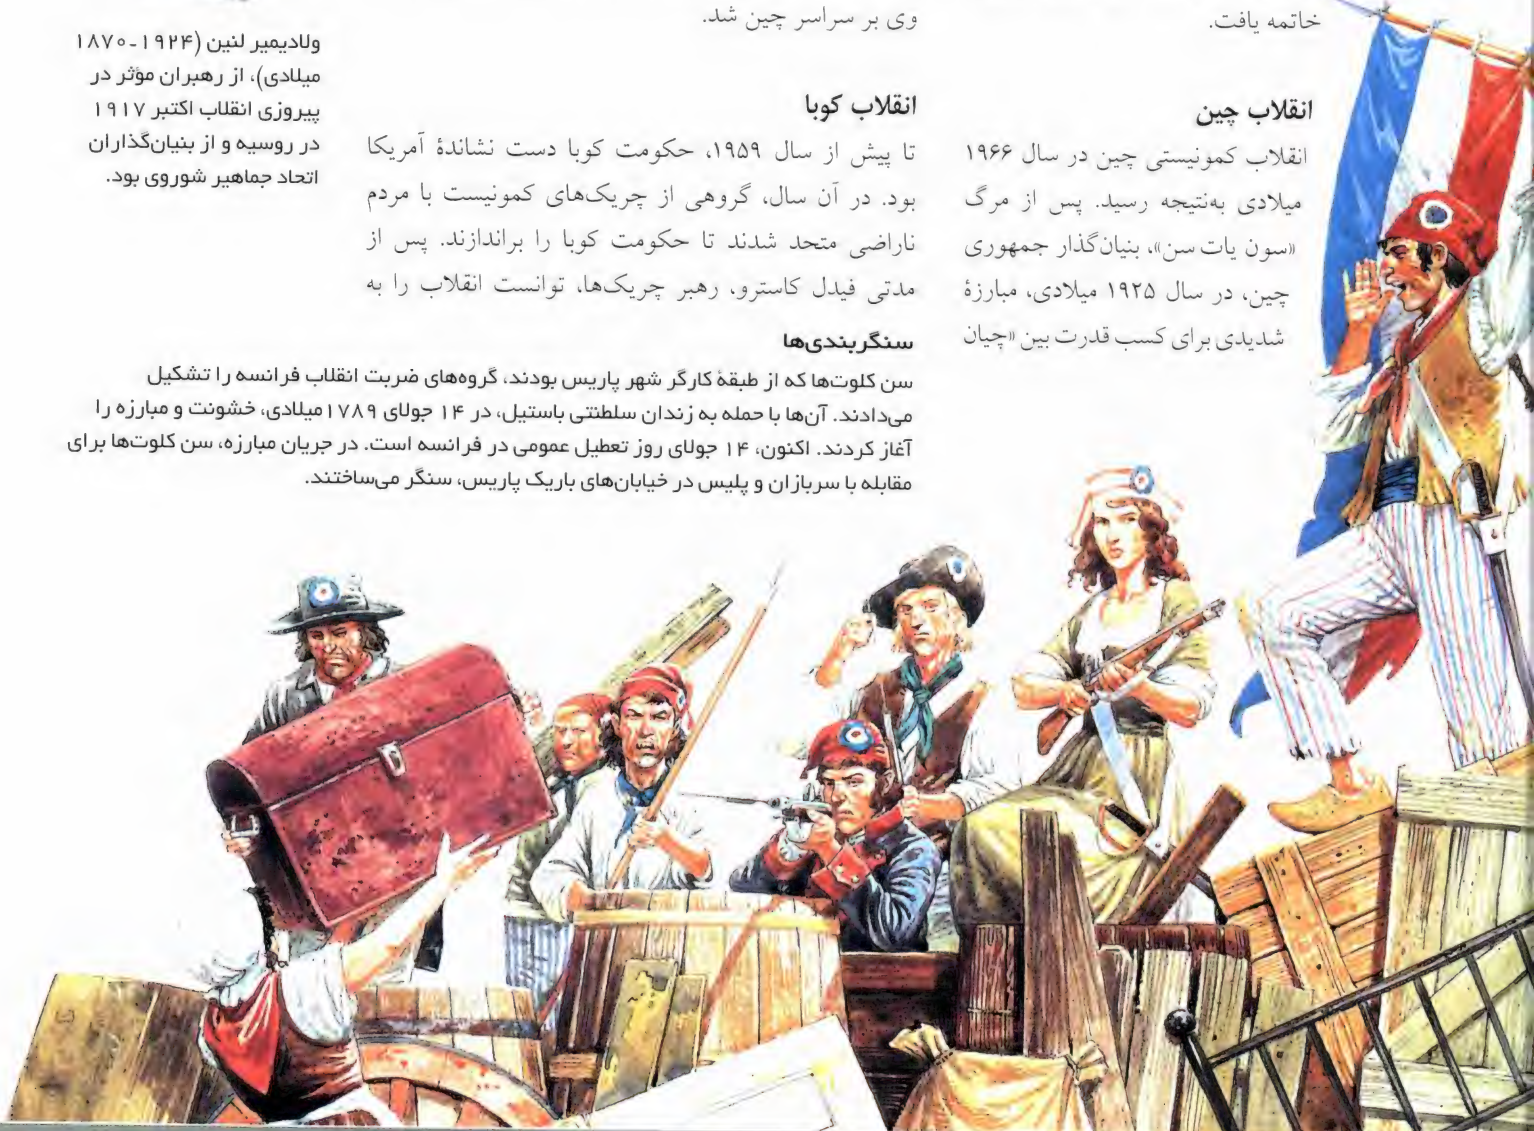 خاتمه یافت.
انقلاب چین
انقلاب کمونیستی چین در سال ۱۹۶۶
میلادی به‌نتیجه رسید. پس از مرگ
«سون یات سن»، بنیان‌گذار جمهوری
چین، در سال ۱۹۲۵ میلادی، مبارزهٔ
شدیدی برای کسب قدرت بین «چیان
وی بر سراسر چین شد.
انقلاب کوبا
تا پیش از سال ۱۹۵۹، حکومت کوبا دست نشاندهٔ آمریکا
بود. در آن سال، گروهی از چریک‌های کمونیست با مردم
ناراضی متحد شدند تا حکومت کوبا را براندازند. پس از
مدتی فیدل کاسترو، رهبر چریک‌ها، توانست انقلاب را به
ولادیمیر لنین (۱۹۲۴-۱۸۷۰
میلادی)، از رهبران مؤثر در
پیروزی انقلاب اکتبر ۱۹۱۷
در روسیه و از بنیان‌گذاران
اتحاد جماهیر شوروی بود.
سنگربندی‌ها
سن کلوت‌ها که از طبقهٔ کارگر شهر پاریس بودند، گروه‌های ضربت انقلاب فرانسه را تشکیل
می‌دادند. آن‌ها با حمله به زندان سلطنتی باستیل، در ۱۴ جولای ۱۷۸۹میلادی، خشونت و مبارزه را
آغاز کردند. اکنون، ۱۴ جولای روز تعطیل عمومی در فرانسه است. در جریان مبارزه، سن کلوت‌ها برای
مقابله با سربازان و پلیس در خیابان‌های باریک پاریس، سنگر می‌ساختند.